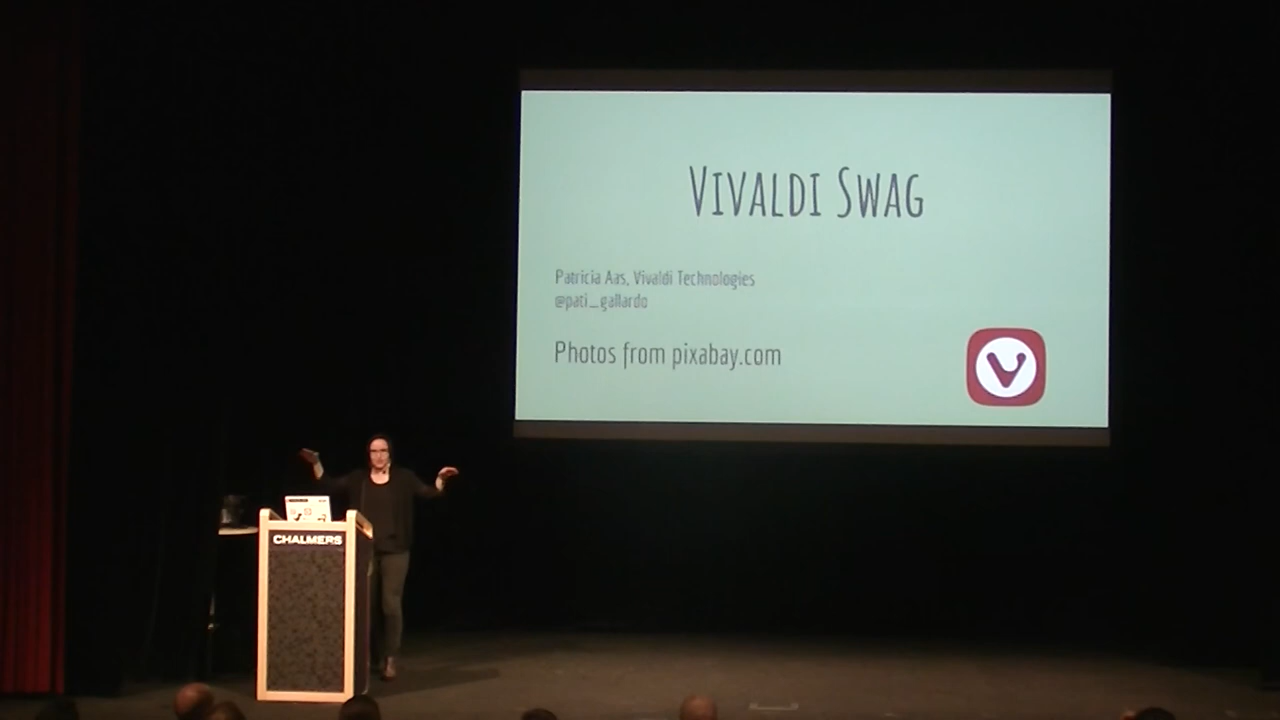 VIVALDI SWAG
Patricia Aas, Vivaldi Technologies
@pati_gallardo
Photos from pixabay.com
CHALMERS